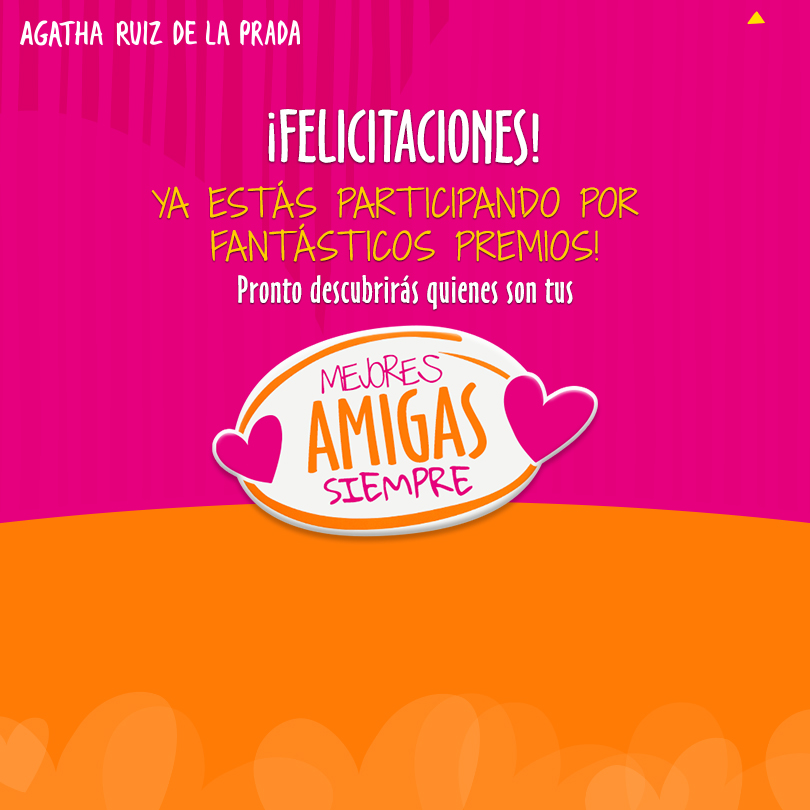 AGATHA RUIZ DE LA PRADA
¡FELICITACIONES!
YA ESTÁS PARTICIPANDO POR
FANTÁSTICOS PREMIOS!
Pronto descubrirás quienes son tus
MEJORES
AMIGAS
SIEMPRE